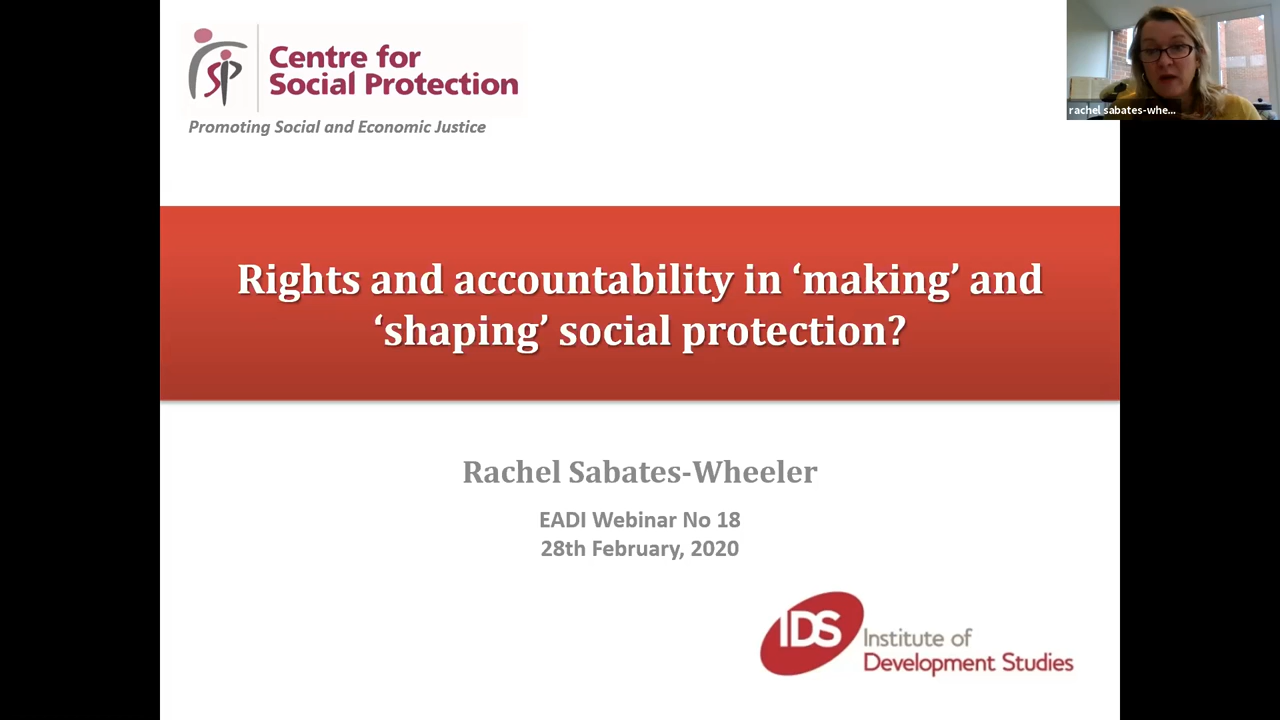 Centre for
Social Protection
Promoting Social and Economic Justice
rachel sabates-whe...
Rights and accountability in ‘making’ and
‘shaping’ social protection?
Rachel Sabates-Wheeler
EADI Webinar No 18
28th February, 2020
IDS
Institute of
Development Studies